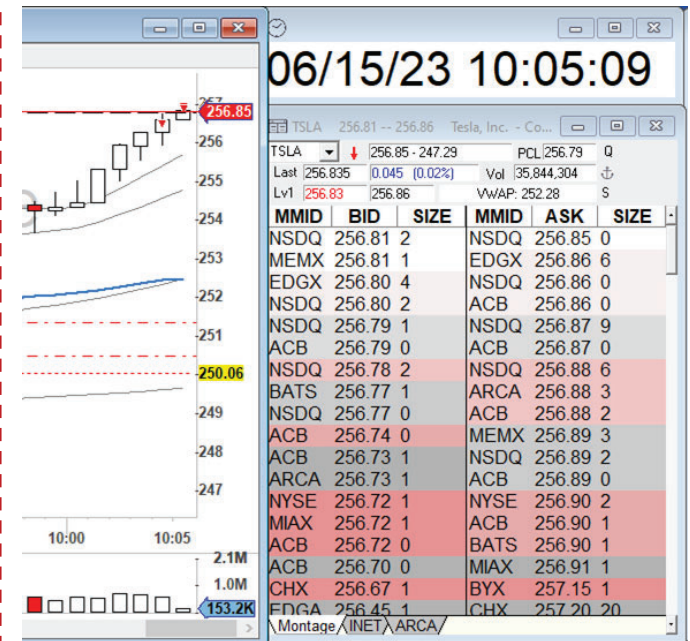 06/15/23 10:05:09
257
256.85
256
255
254
253
252
251
250.06
249
248
247
10:00 10:05
2.1M
1.0M
153.2K
TSLA 256.81 -- 256.86 Tesla, Inc. - Co...
TSLA 256.85 - 247.29 PCL 256.79 Q
Last 256.835 0.045 (0.02%) Vol 35,844,304
Lv1 256.83 256.86 VWAP: 252.28 S
MMID BID SIZE MMID ASK SIZE
NSDQ 256.81 2 NSDQ 256.85 0
MEMX 256.81 1 EDGX 256.86 6
EDGX 256.80 4 NSDQ 256.86 0
NSDQ 256.80 2 ACB 256.86 0
NSDQ 256.79 1 NSDQ 256.87 9
ACB 256.79 0 ACB 256.87 0
NSDQ 256.78 2 NSDQ 256.88 6
BATS 256.77 1 ARCA 256.88 3
NSDQ 256.77 0 ACB 256.88 2
ACB 256.74 0 MEMX 256.89 3
ACB 256.73 1 NSDQ 256.89 2
ARCA 256.73 1 ACB 256.89 0
NYSE 256.72 1 NYSE 256.90 2
MIAX 256.72 1 ACB 256.90 1
ACB 256.72 0 BATS 256.90 1
ACB 256.70 0 MIAX 256.91 1
CHX 256.67 1 BYX 257.15 1
EDGA 256.45 1 CHX 257.20 20
Montage INET ARCA